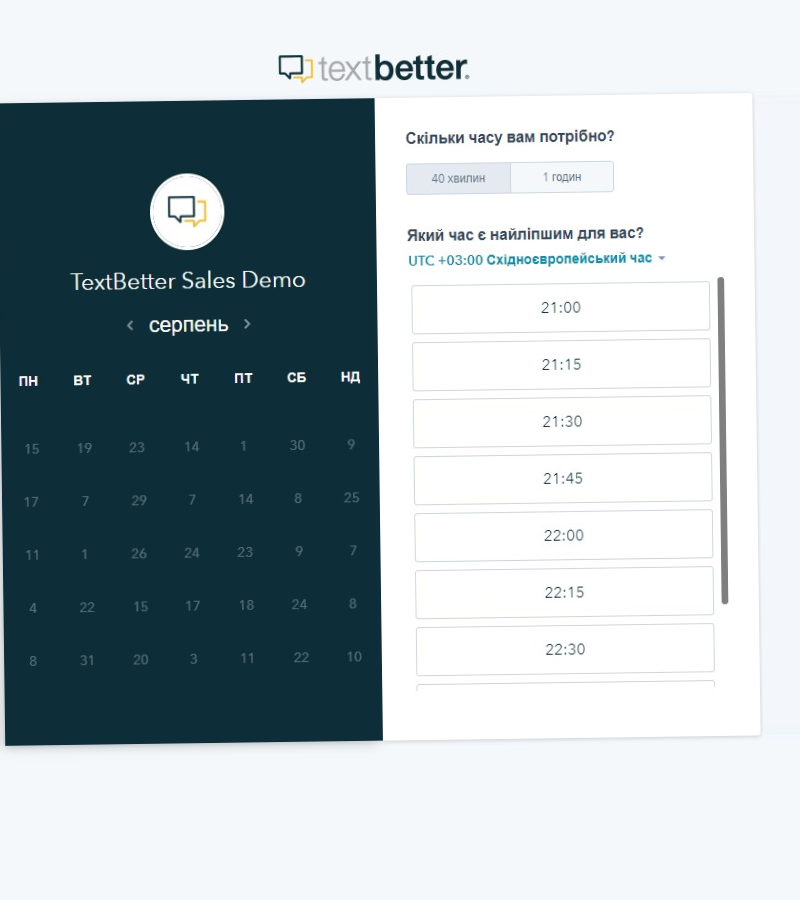 textbetter.
TextBetter Sales Demo
серпень
ПН ВТ СР ЧТ ПТ СБ НД
15 19 23 14 1 30 9
17 7 29 7 14 8 25
11 1 26 24 23 9 7
4 22 15 17 18 24 8
8 31 20 3 11 22 10
Скільки часу вам потрібно?
40 хвилин 1 годин
Який час є найліпшим для вас?
UTC +03:00 Східноєвропейський час
21:00
21:15
21:30
21:45
22:00
22:15
22:30